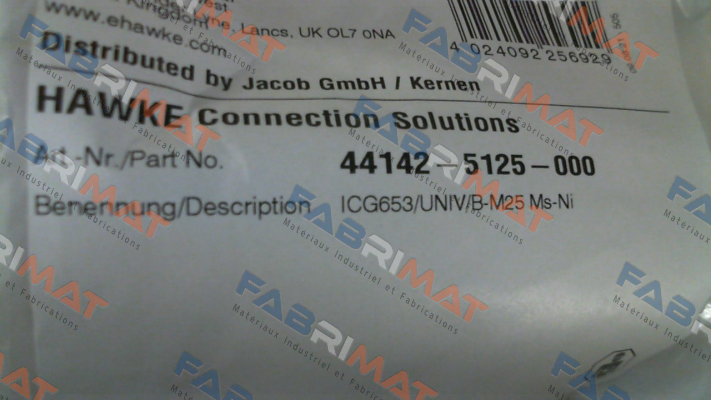 Lancs, UK OL7 0NA
www.ehawke.com
4 024092 256929
Distributed by Jacob GmbH / Kernen
HAWKE Connection Solutions
Art.-Nr./Part No. 44142-5125-000
Benennung/Description ICG653/UNIV/B-M25 Ms-Ni
FABRIMAT
Materiaux Industriel et Fabrications